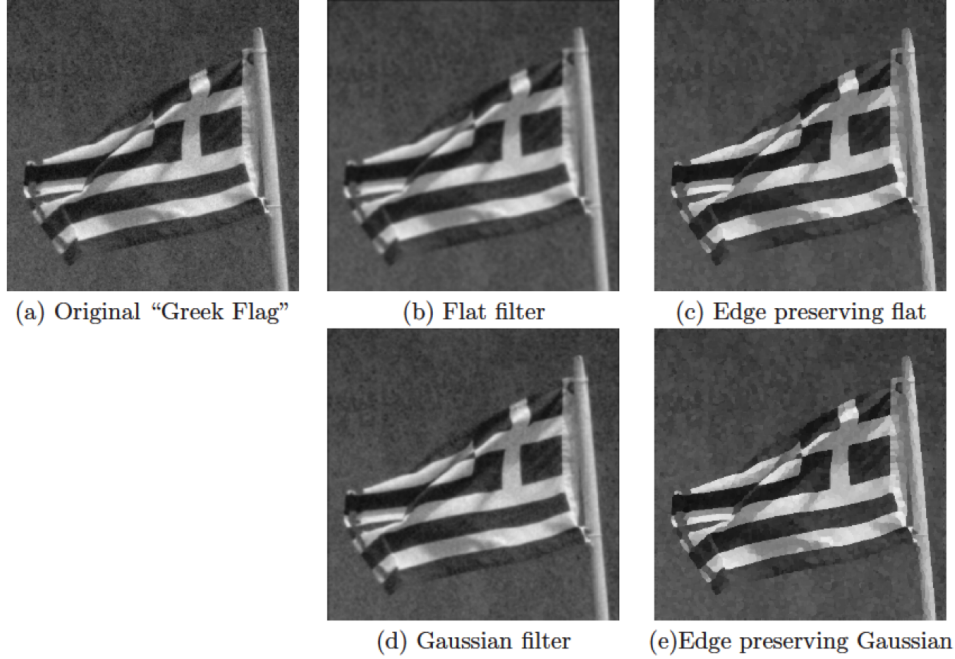 (a) Original “Greek Flag”
(b) Flat filter
(c) Edge preserving flat
(d) Gaussian filter
(e)Edge preserving Gaussian